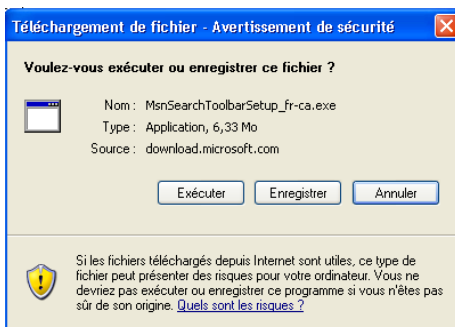 Téléchargement de fichier - Avertissement de sécurité
Voulez-vous exécuter ou enregistrer ce fichier ?
Nom : MsnSearchToolbarSetup_fr-ca.exe
Type : Application, 6,33 Mo
Source : download.microsoft.com
Exécuter Enregistrer Annuler
Si les fichiers téléchargés depuis Internet sont utiles, ce type de
fichier peut présenter des risques pour votre ordinateur. Vous ne
devriez pas exécuter ou enregistrer ce programme si vous n'êtes pas
sûr de son origine. Quels sont les risques ?